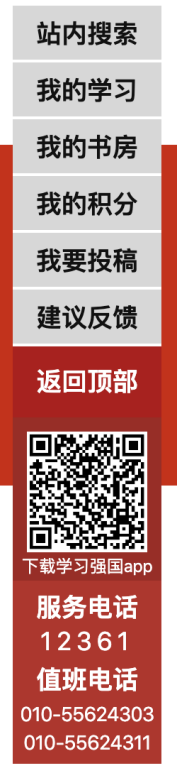 站内搜索
我的学习
我的书房
我的积分
我要投稿
建议反馈
返回顶部
下载学习强国app
服务电话
12361
值班电话
010-55624303
010-55624311